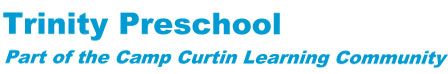 Trinity Preschool
Part of the Camp Curtin Learning Community